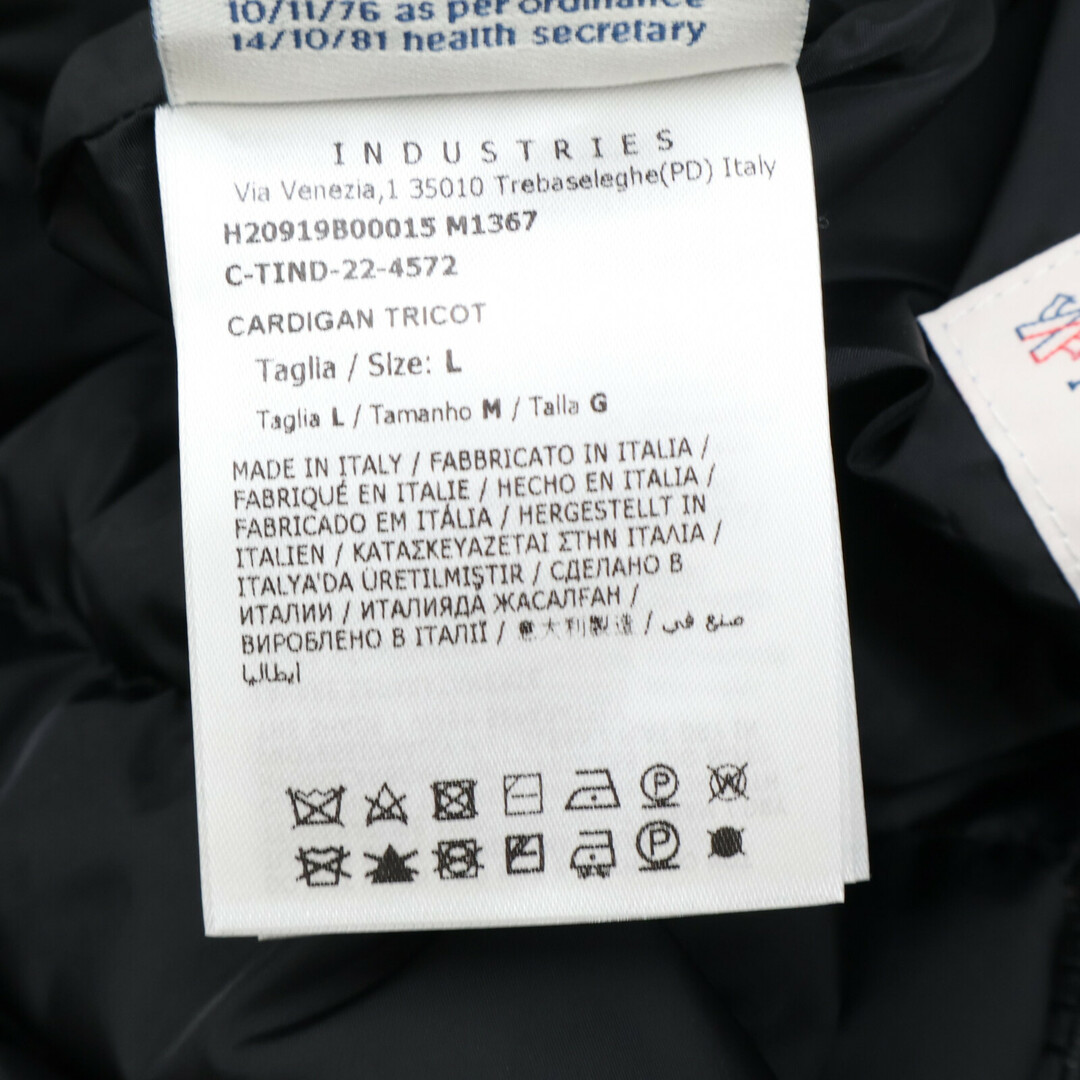 10/11/76 as per ordinance
14/10/81 health secretary
INDUSTRIES
Via Venezia,1 35010 Trebaseleghe(PD) Italy
H20919B00015 M1367
C-TIND-22-4572
CARDIGAN TRICOT
Taglia / Size: L
Taglia L / Tamanho M / Talla G
MADE IN ITALY / FABBRICATO IN ITALIA /
FABRIQUÉ EN ITALIE / HECHO EN ITALIA /
FABRICADO EM ITÁLIA / HERGESTELLT IN
ITALIEN / ΚΑΤΑΣΚΕΥΑΖΕΤΑΙ ΣΤΗΝ ΙΤΑΛΙΑ /
ITALYA'DA ÜRETILMIŞTIR / СДЕЛАНО В
ИТАЛИИ / ИТАЛИЯДА ЖАСАЛҒАН /
ВИРОБЛЕНО В ІТАЛІЇ / 意大利製造 / صنع في
ايطاليا